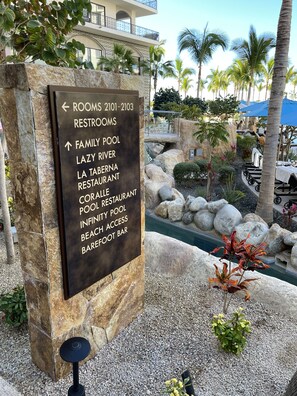 ← ROOMS 2101-2103
RESTROOMS
↑ FAMILY POOL
LAZY RIVER
LA TABERNA
RESTAURANT
CORALLE
POOL RESTAURANT
INFINITY POOL
BEACH ACCESS
BAREFOOT BAR